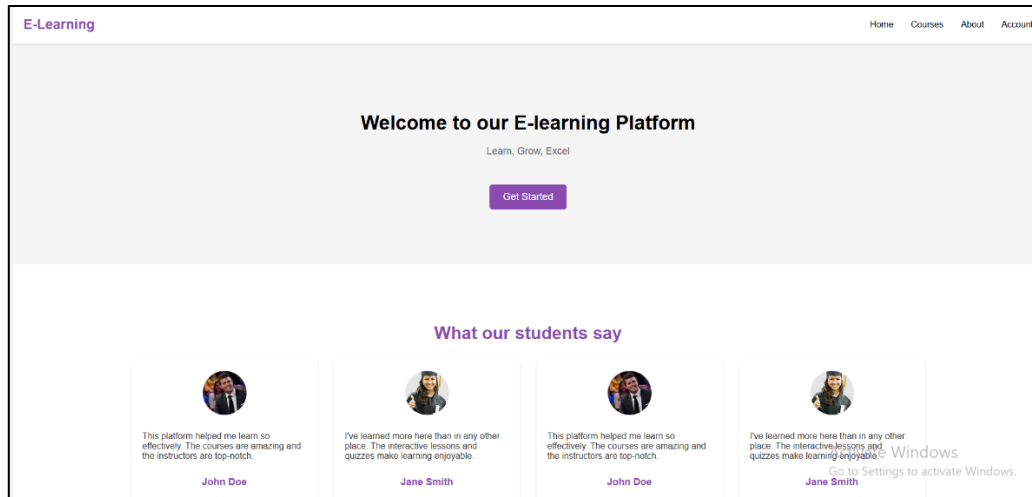 E-Learning
Home Courses About Account
Welcome to our E-learning Platform
Learn, Grow, Excel
Get Started
What our students say
This platform helped me learn so
effectively. The courses are amazing and
the instructors are top-notch.
John Doe
I've learned more here than in any other
place. The interactive lessons and
quizzes make learning enjoyable.
Jane Smith
This platform helped me learn so
effectively. The courses are amazing and
the instructors are top-notch.
John Doe
I've learned more here than in any other
place. The interactive lessons and
quizzes make learning enjoyable.
Jane Smith
Activate Windows
Go to Settings to activate Windows.